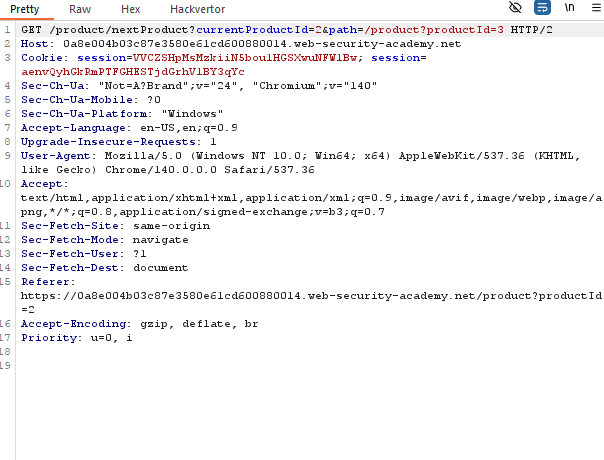 Pretty Raw Hex Hackvertor \n
1 GET /product/nextProduct?currentProductId=2&path=/product?productId=3 HTTP/2
2 Host: 0a8e004b03c87e3580e61cd600880014.web-security-academy.net
3 Cookie: session=VVCZSHpMsMzkiiN5boulHGSXwuNFWlBw; session=
aenvQyhGkRmPTFGHESTjdGrhVlBY3qYc
4 Sec-Ch-Ua: "Not=A?Brand";v="24", "Chromium";v="140"
5 Sec-Ch-Ua-Mobile: ?0
6 Sec-Ch-Ua-Platform: "Windows"
7 Accept-Language: en-US,en;q=0.9
8 Upgrade-Insecure-Requests: 1
9 User-Agent: Mozilla/5.0 (Windows NT 10.0; Win64; x64) AppleWebKit/537.36 (KHTML,
like Gecko) Chrome/140.0.0.0 Safari/537.36
10 Accept:
text/html,application/xhtml+xml,application/xml;q=0.9,image/avif,image/webp,image/a
png,*/*;q=0.8,application/signed-exchange;v=b3;q=0.7
11 Sec-Fetch-Site: same-origin
12 Sec-Fetch-Mode: navigate
13 Sec-Fetch-User: ?1
14 Sec-Fetch-Dest: document
15 Referer:
https://0a8e004b03c87e3580e61cd600880014.web-security-academy.net/product?productId
=2
16 Accept-Encoding: gzip, deflate, br
17 Priority: u=0, i
18
19